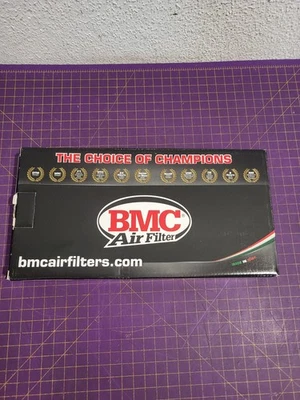 THE CHOICE OF CHAMPIONS
BMC®
Air Filter
bmcairfilters.com